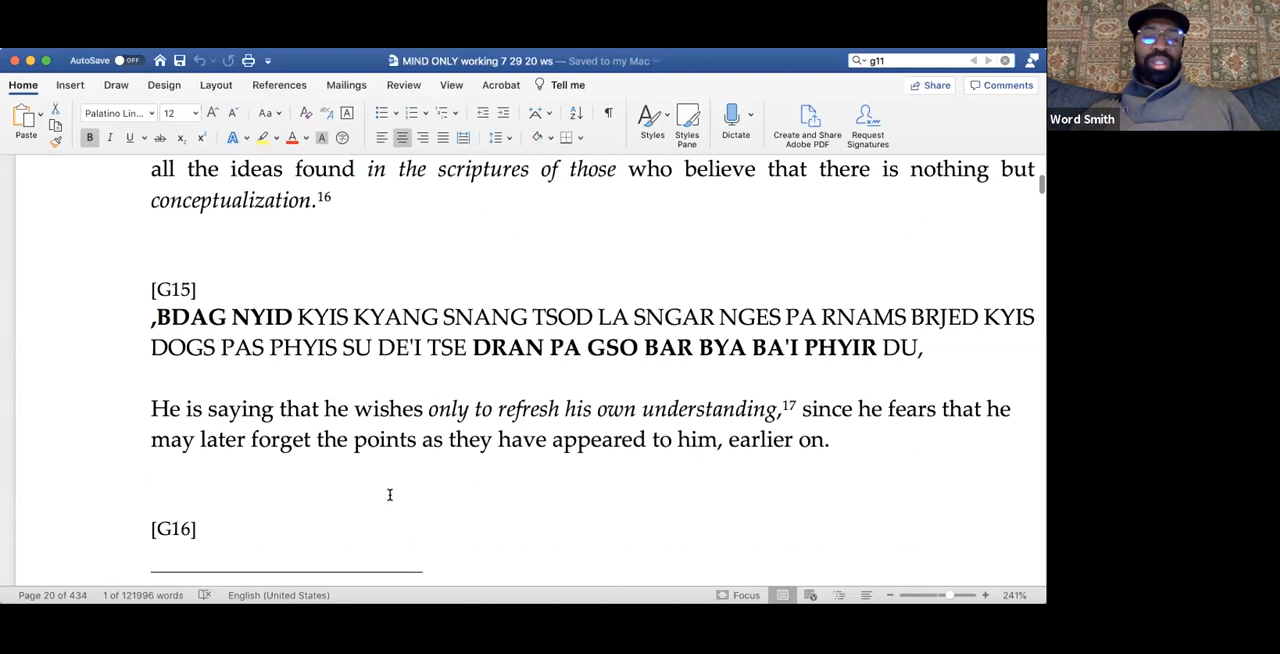 AutoSave OFF MIND ONLY working 7 29 20 ws – Saved to my Mac g11
Home Insert Draw Design Layout References Mailings Review View Acrobat Tell me Share Comments
Paste Palatino Lin... 12 Styles Styles Pane Dictate Create and Share Adobe PDF Request Signatures
Word Smith
all the ideas found in the scriptures of those who believe that there is nothing but
conceptualization.16
[G15]
,BDAG NYID KYIS KYANG SNANG TSOD LA SNGAR NGES PA RNAMS BRJED KYIS
DOGS PAS PHYIS SU DE'I TSE DRAN PA GSO BAR BYA BA'I PHYIR DU,
He is saying that he wishes only to refresh his own understanding,17 since he fears that he
may later forget the points as they have appeared to him, earlier on.
[G16]
Page 20 of 434 1 of 121996 words English (United States) Focus 241%